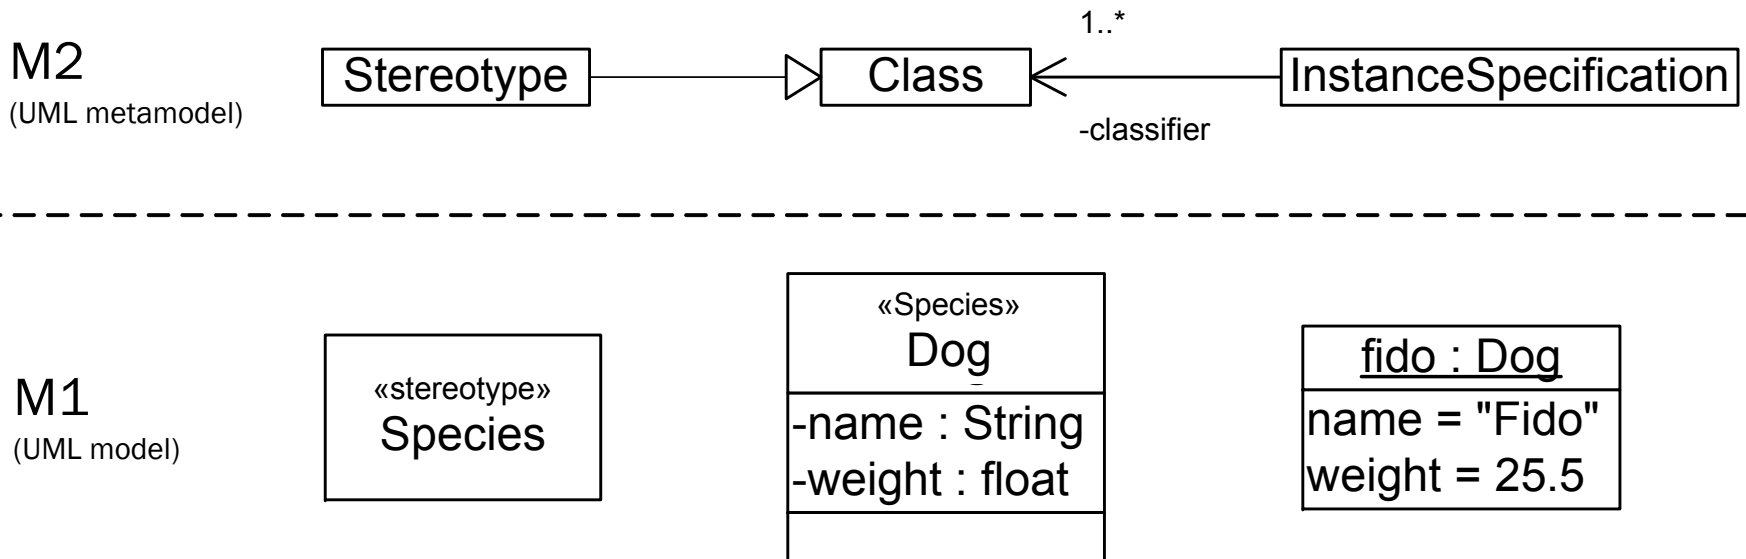 M2
(UML metamodel)
Stereotype
Class
1..*
-classifier
InstanceSpecification
M1
(UML model)
«stereotype»
Species
«Species»
Dog
-name : String
-weight : float
fido : Dog
name = "Fido"
weight = 25.5